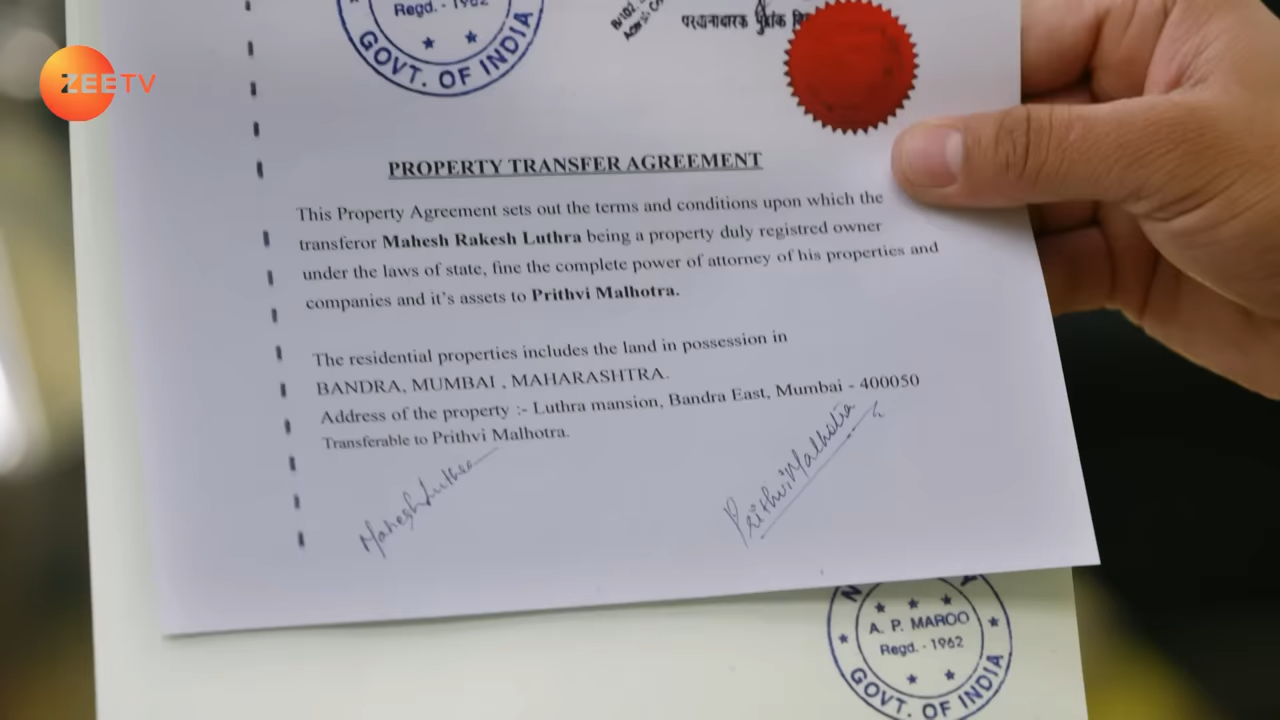 Regd. - 1962
GOVT. OF INDIA
ZEE TV
PROPERTY TRANSFER AGREEMENT
This Property Agreement sets out the terms and conditions upon which the
transferor Mahesh Rakesh Luthra being a property duly registred owner
under the laws of state, fine the complete power of attorney of his properties and
companies and it's assets to Prithvi Malhotra.
The residential properties includes the land in possession in
BANDRA, MUMBAI , MAHARASHTRA.
Address of the property :- Luthra mansion, Bandra East, Mumbai - 400050
Transferable to Prithvi Malhotra.
Mahesh Luthra
Prithvi Malhotra
A. P. MAROO
Regd. - 1962
GOVT. OF INDIA